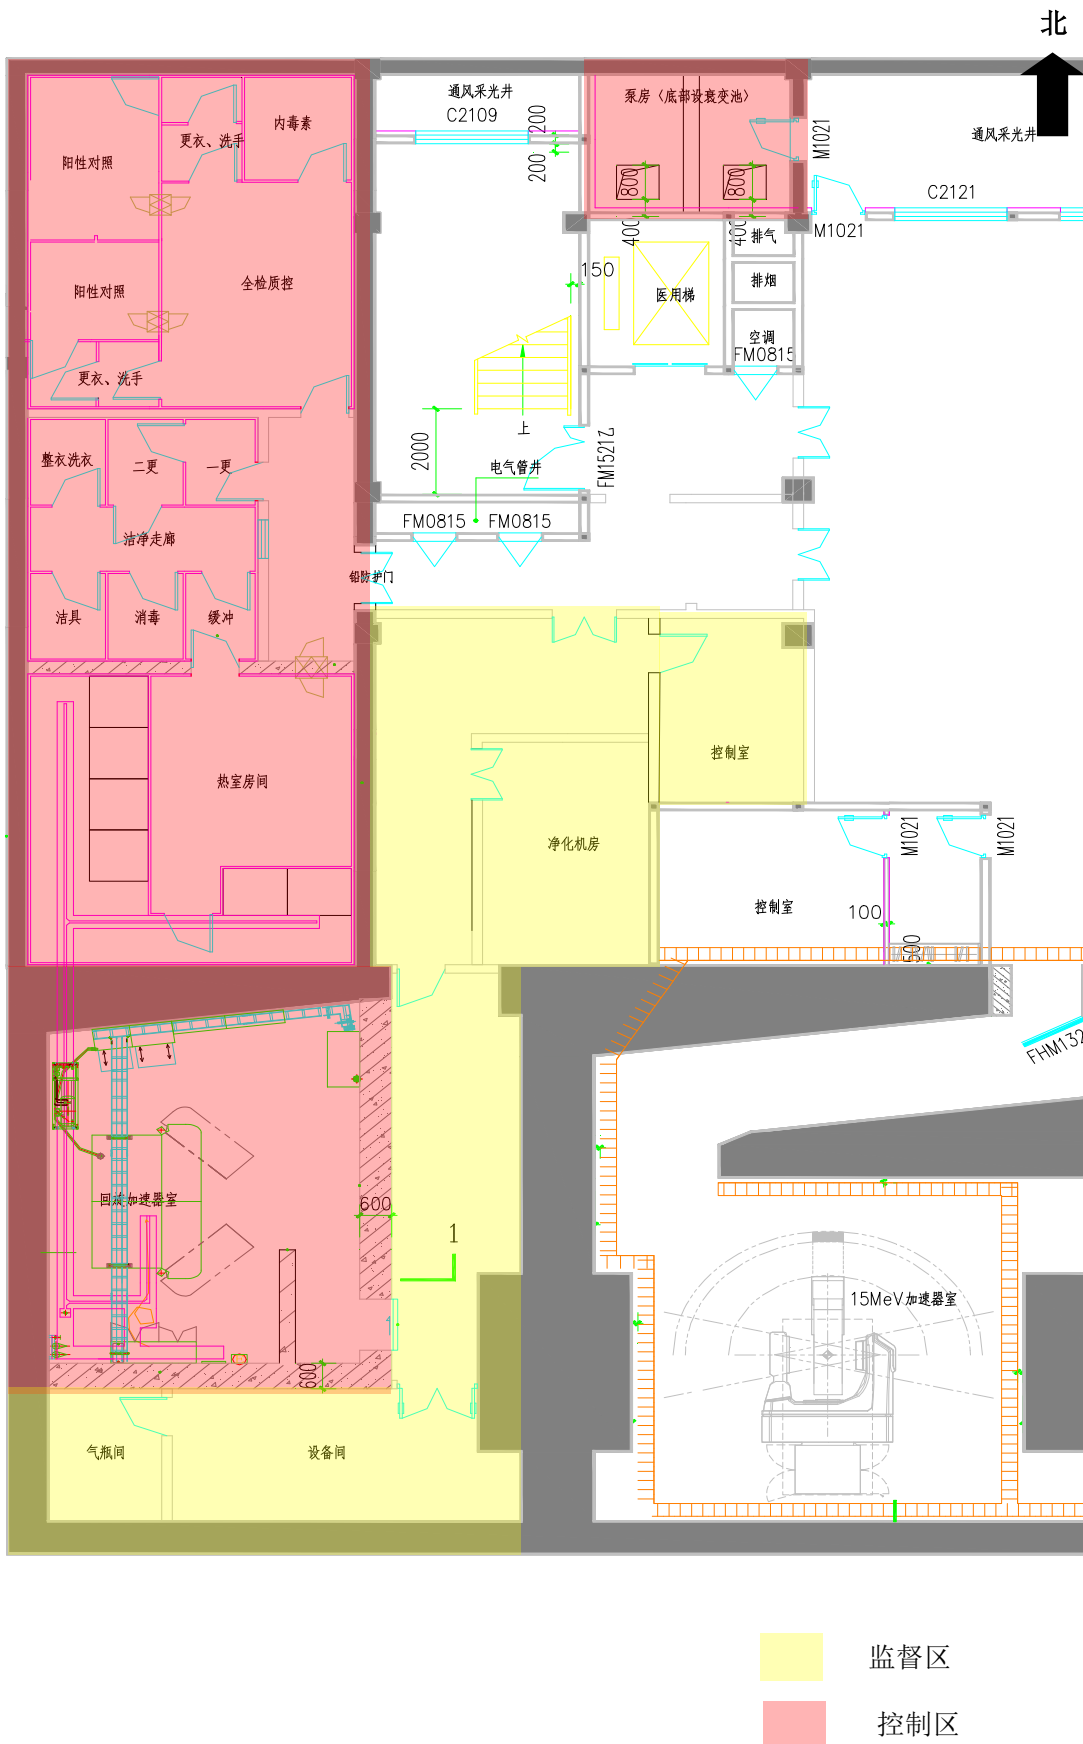 北
通风采光井
C2109
200
200
泵房（底部设衰变池）
M1021
通风采光井
C2121
M1021
内毒素
更衣、洗手
阳性对照
全检质控
阳性对照
更衣、洗手
800
800
400
400
排气
150
医用梯
排烟
空调
FM0815
上
2000
电气管井
FM1521乙
FM0815
FM0815
整衣洗衣
二更
一更
洁净走廊
铅防护门
洁具
消毒
缓冲
热室房间
控制室
净化机房
M1021
M1021
控制室
100
500
FHM132
回旋加速器室
600
1
600
15MeV加速器室
气瓶间
设备间
监督区
控制区